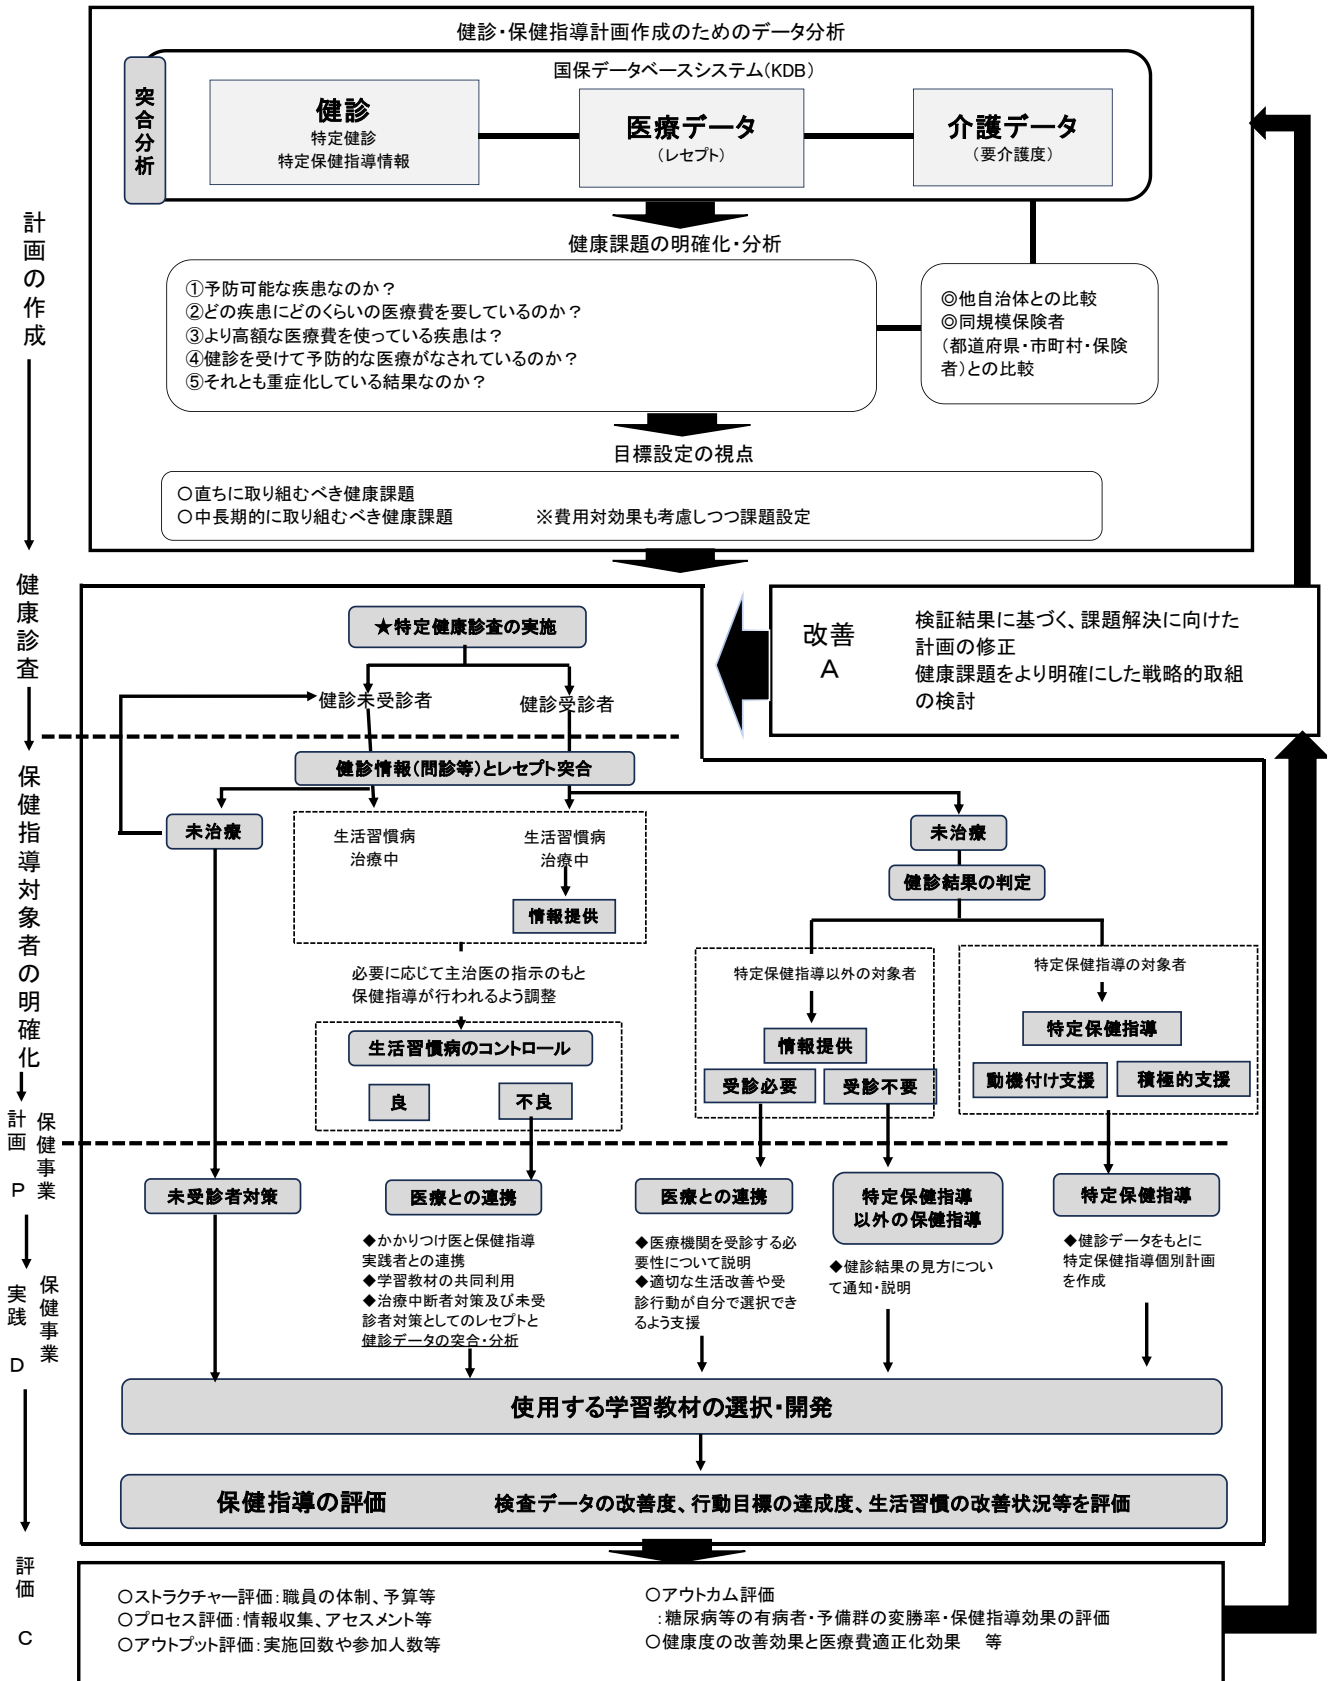 健診・保健指導計画作成のためのデータ分析
国保データベースシステム(KDB)
突合分析
健診
特定健診
特定保健指導情報
医療データ
(レセプト)
介護データ
(要介護度)
健康課題の明確化・分析
①予防可能な疾患なのか？
②どの疾患にどのくらいの医療費を要しているのか？
③より高額な医療費を使っている疾患は？
④健診を受けて予防的な医療がなされているのか？
⑤それとも重症化している結果なのか？
◎他自治体との比較
◎同規模保険者
(都道府県・市町村・保険
者)との比較
目標設定の視点
○直ちに取り組むべき健康課題
○中長期的に取り組むべき健康課題　　　※費用対効果も考慮しつつ課題設定
計画の作成
健康診査
保健指導対象者の明確化
保健事業
計画 P
保健事業
実践 D
評価 C
改善
A
検証結果に基づく、課題解決に向けた
計画の修正
健康課題をより明確にした戦略的取組
の検討
★特定健康診査の実施
健診未受診者
健診受診者
健診情報(問診等)とレセプト突合
未治療
生活習慣病
治療中
生活習慣病
治療中
情報提供
未治療
健診結果の判定
必要に応じて主治医の指示のもと
保健指導が行われるよう調整
生活習慣病のコントロール
良
不良
特定保健指導以外の対象者
情報提供
受診必要
受診不要
特定保健指導の対象者
特定保健指導
動機付け支援
積極的支援
未受診者対策
医療との連携
◆かかりつけ医と保健指導
実践者との連携
◆学習教材の共同利用
◆治療中断者対策及び未受
診者対策としてのレセプトと
健診データの突合・分析
医療との連携
◆医療機関を受診する必
要性について説明
◆適切な生活改善や受
診行動が自分で選択でき
るよう支援
特定保健指導
以外の保健指導
◆健診結果の見方につい
て通知・説明
特定保健指導
◆健診データをもとに
特定保健指導個別計画
を作成
使用する学習教材の選択・開発
保健指導の評価　　　検査データの改善度、行動目標の達成度、生活習慣の改善状況等を評価
○ストラクチャー評価：職員の体制、予算等
○プロセス評価：情報収集、アセスメント等
○アウトプット評価：実施回数や参加人数等
○アウトカム評価
：糖尿病等の有病者・予備群の変勝率・保健指導効果の評価
○健康度の改善効果と医療費適正化効果　等